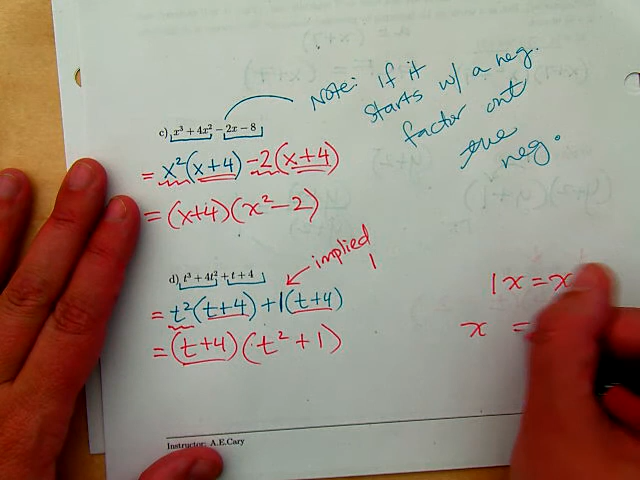 Note: If it
starts w/ a neg.
factor out
the
neg.
c) x³ + 4x² − 2x − 8
= x²(x+4) −2(x+4)
= (x+4)(x²−2)
implied
1
d) t³ + 4t² + t + 4
= t²(t+4) +1(t+4)
= (t+4)(t²+1)
1x = x
x =
Instructor: A.E.Cary